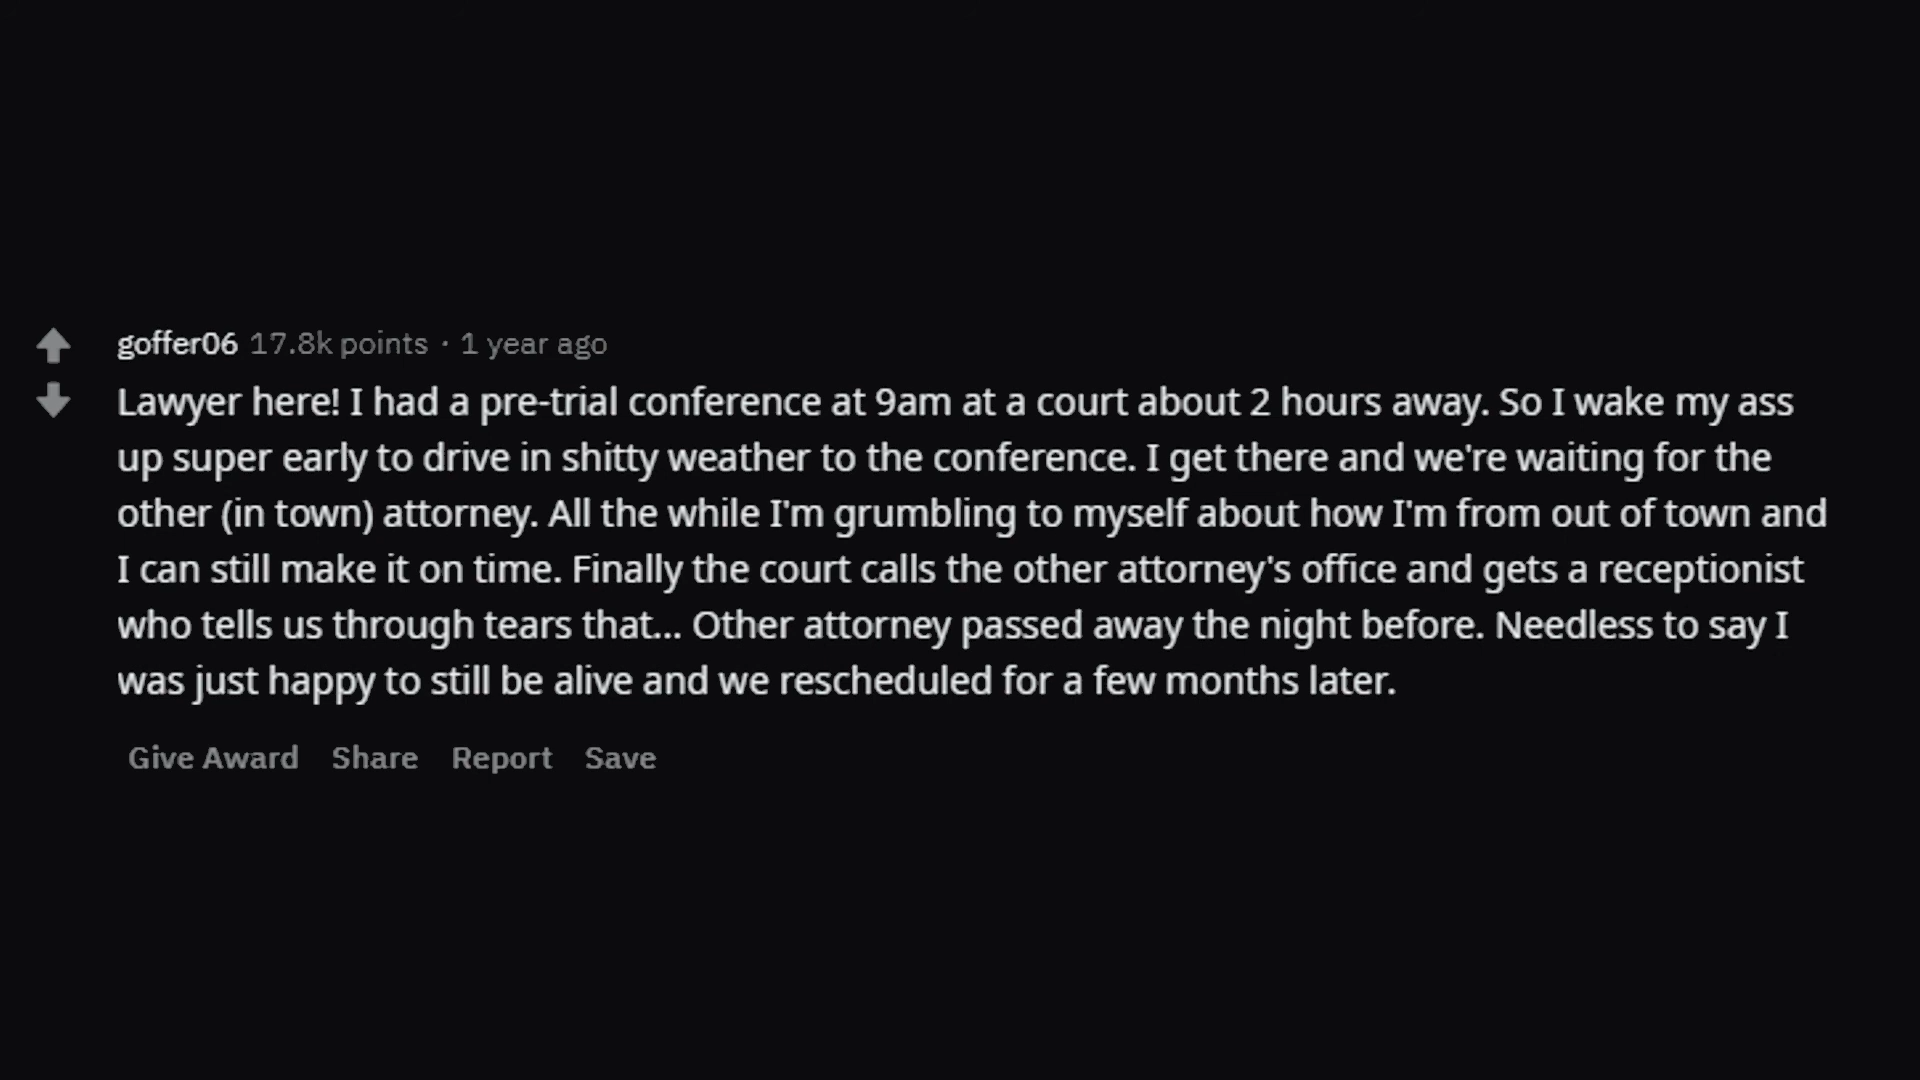 goffer06 17.8k points · 1 year ago
Lawyer here! I had a pre-trial conference at 9am at a court about 2 hours away. So I wake my ass
up super early to drive in shitty weather to the conference. I get there and we're waiting for the
other (in town) attorney. All the while I'm grumbling to myself about how I'm from out of town and
I can still make it on time. Finally the court calls the other attorney's office and gets a receptionist
who tells us through tears that... Other attorney passed away the night before. Needless to say I
was just happy to still be alive and we rescheduled for a few months later.
Give Award Share Report Save